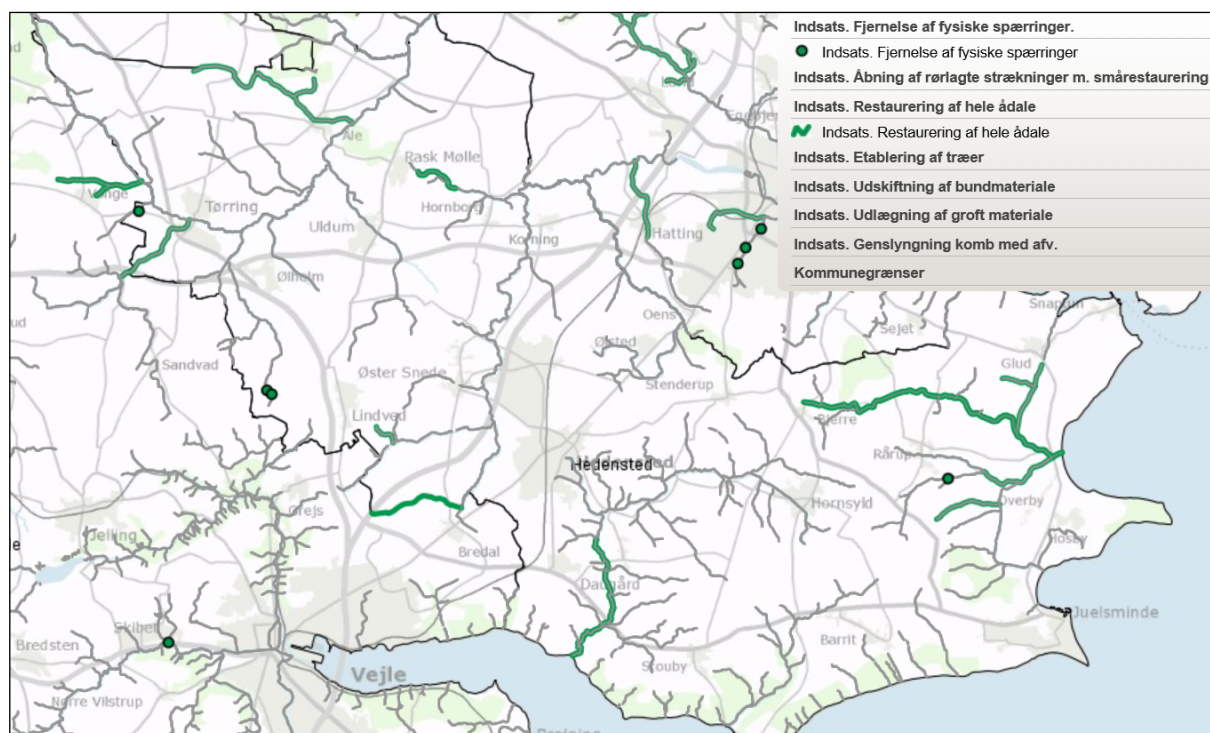 Indsats. Fjernelse af fysiske spærringer.
Indsats. Fjernelse af fysiske spærringer
Indsats. Åbning af rørlagte strækninger m. smårestaurering
Indsats. Restaurering af hele ådale
Indsats. Restaurering af hele ådale
Indsats. Etablering af træer
Indsats. Udskiftning af bundmateriale
Indsats. Udlægning af groft materiale
Indsats. Genslyngning komb med afv.
Kommunegrænser
Åle
Rask Mølle
Hornborg
Tørring
Uldum
Korning
Hatting
Ølholm
Snaptun
Oens
Sejet
Ølsted
Sandvad
Øster Snede
Stenderup
Glud
Lindved
Bjerre
Hedensted
Rårup
Hornsyld
Overby
Grejs
Jelling
Bredal
Hosby
Daugård
Skibet
Juelsminde
Bredsten
Barrit
Stouby
Vejle
Nørre Vilstrup